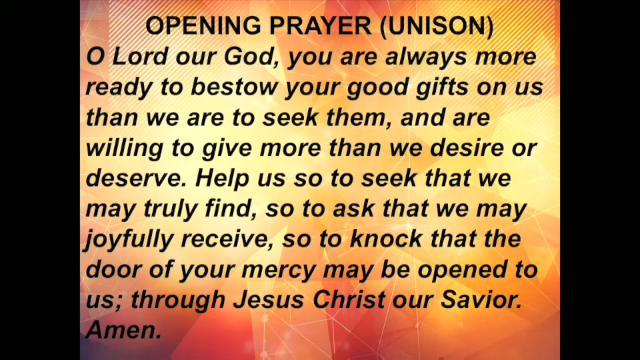 OPENING PRAYER (UNISON)
O Lord our God, you are always more
ready to bestow your good gifts on us
than we are to seek them, and are
willing to give more than we desire or
deserve. Help us so to seek that we
may truly find, so to ask that we may
joyfully receive, so to knock that the
door of your mercy may be opened to
us; through Jesus Christ our Savior.
Amen.